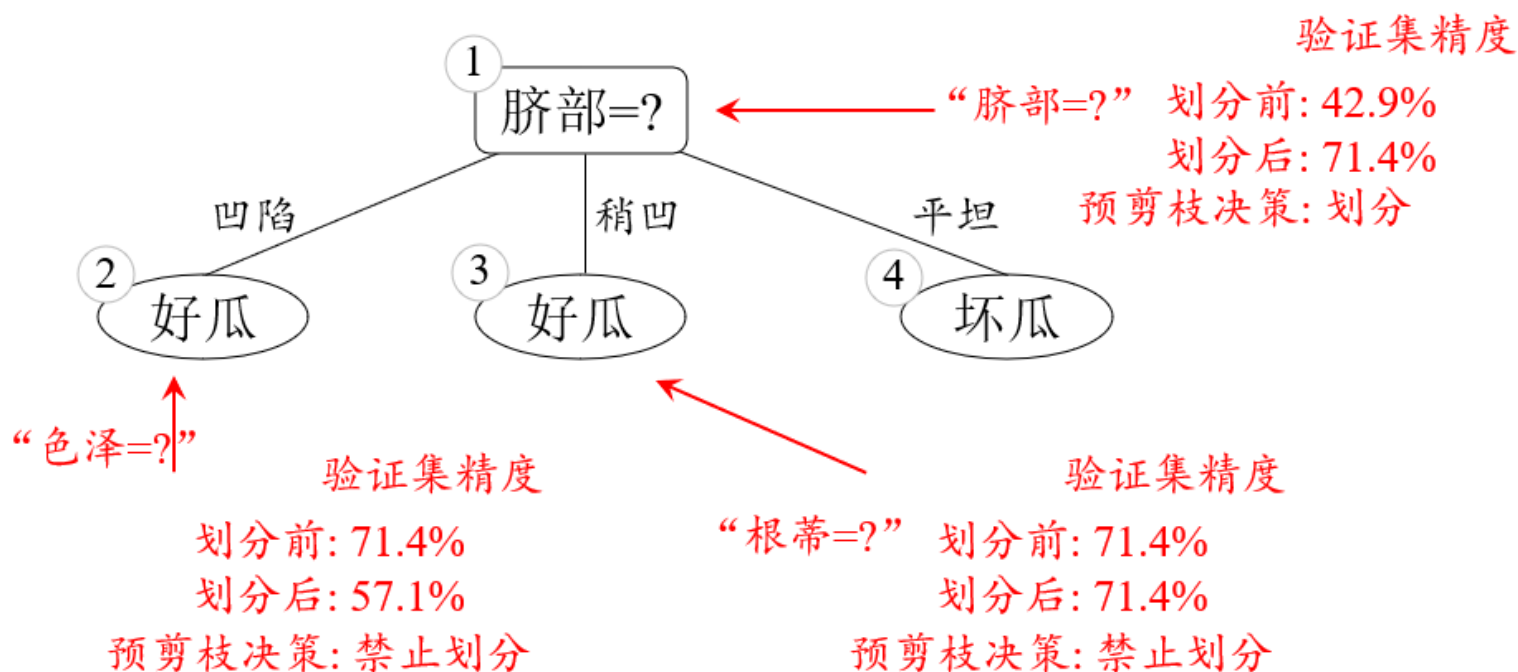 验证集精度
1
脐部=?
“脐部=?” 划分前: 42.9%
划分后: 71.4%
预剪枝决策: 划分
凹陷
稍凹
平坦
2
好瓜
3
好瓜
4
坏瓜
“色泽=?”
验证集精度
划分前: 71.4%
划分后: 57.1%
预剪枝决策: 禁止划分
验证集精度
“根蒂=?” 划分前: 71.4%
划分后: 71.4%
预剪枝决策: 禁止划分